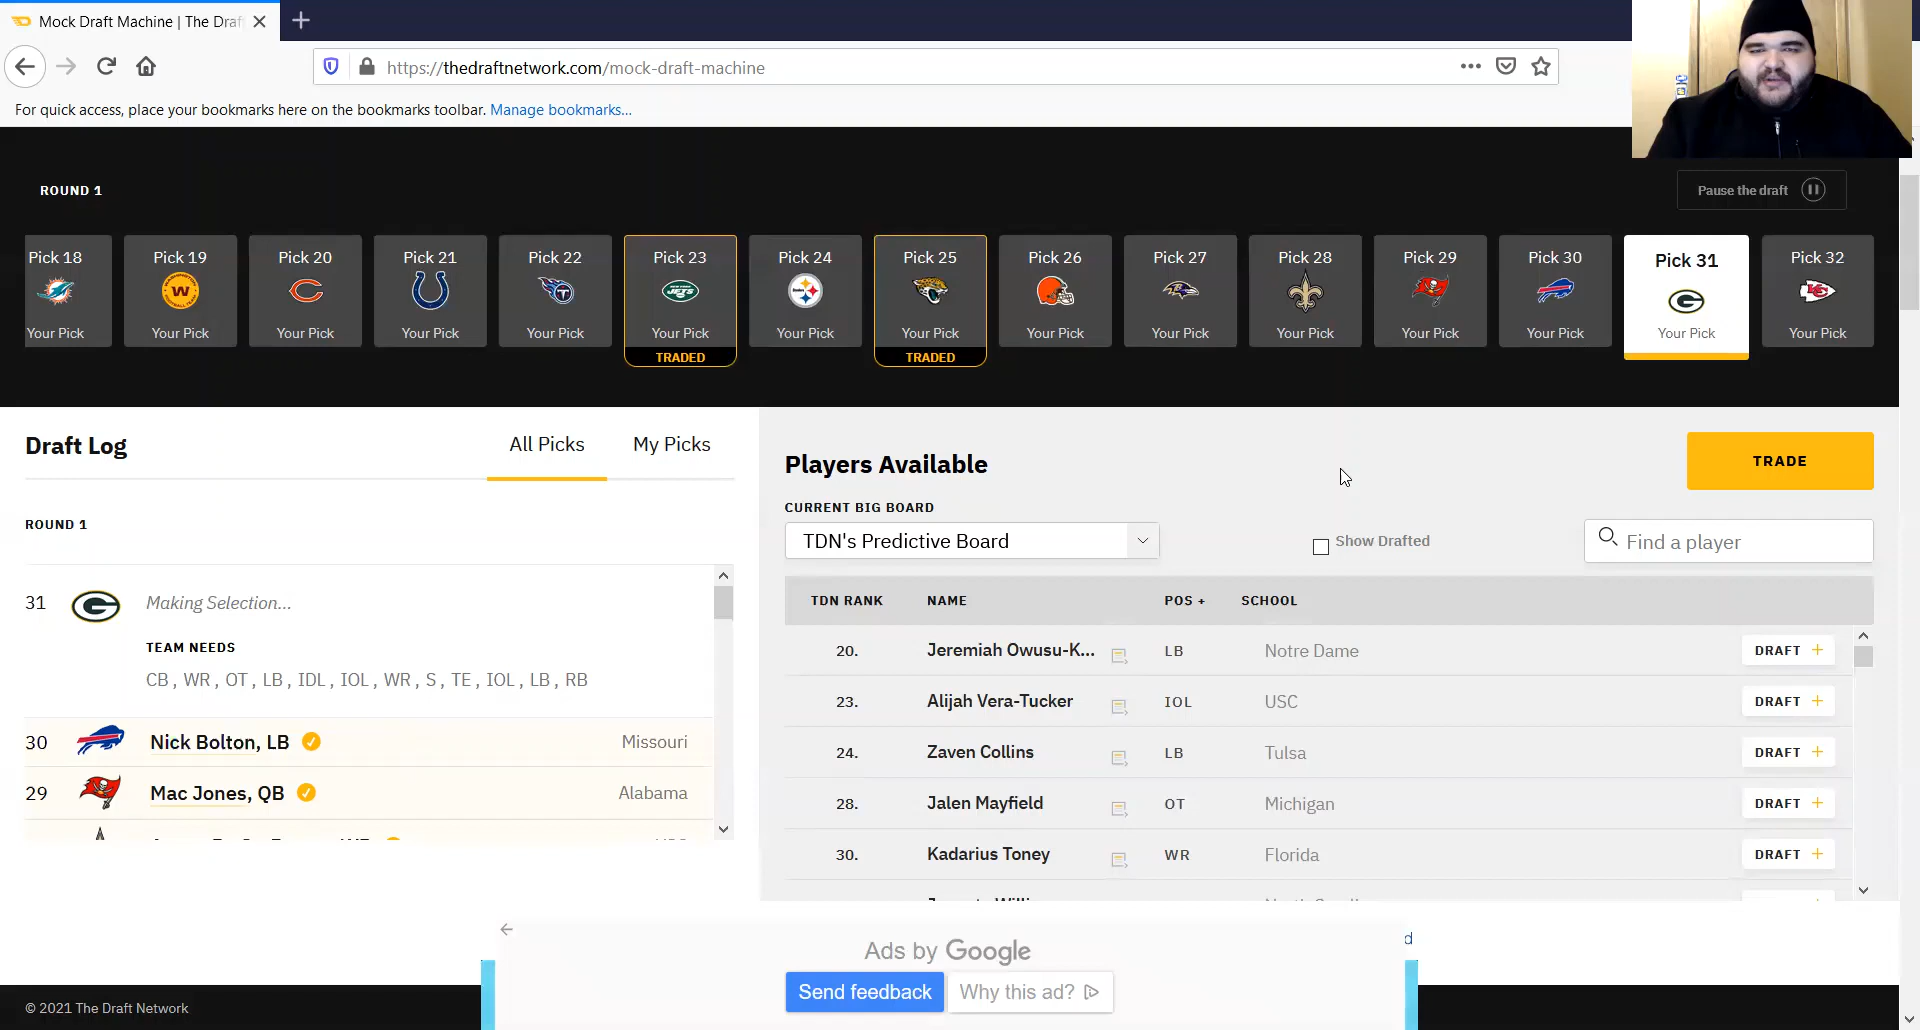 Mock Draft Machine | The Draf
https://thedraftnetwork.com/mock-draft-machine
For quick access, place your bookmarks here on the bookmarks toolbar. Manage bookmarks...
ROUND 1
Pause the draft
Pick 18
Your Pick
Pick 19
Your Pick
Pick 20
Your Pick
Pick 21
Your Pick
Pick 22
Your Pick
Pick 23
JETS
Your Pick
TRADED
Pick 24
Your Pick
Pick 25
Your Pick
TRADED
Pick 26
Your Pick
Pick 27
Your Pick
Pick 28
Your Pick
Pick 29
Your Pick
Pick 30
Your Pick
Pick 31
Your Pick
Pick 32
Your Pick
Draft Log
All Picks
My Picks
ROUND 1
31 Making Selection...
TEAM NEEDS
CB , WR , OT , LB , IDL , IOL , WR , S , TE , IOL , LB , RB
30 Nick Bolton, LB Missouri
29 Mac Jones, QB Alabama
Players Available
TRADE
CURRENT BIG BOARD
TDN's Predictive Board
Show Drafted
Find a player
TDN RANK NAME POS + SCHOOL
20. Jeremiah Owusu-K... LB Notre Dame DRAFT +
23. Alijah Vera-Tucker IOL USC DRAFT +
24. Zaven Collins LB Tulsa DRAFT +
28. Jalen Mayfield OT Michigan DRAFT +
30. Kadarius Toney WR Florida DRAFT +
Ads by Google
d
Send feedback
Why this ad?
© 2021 The Draft Network